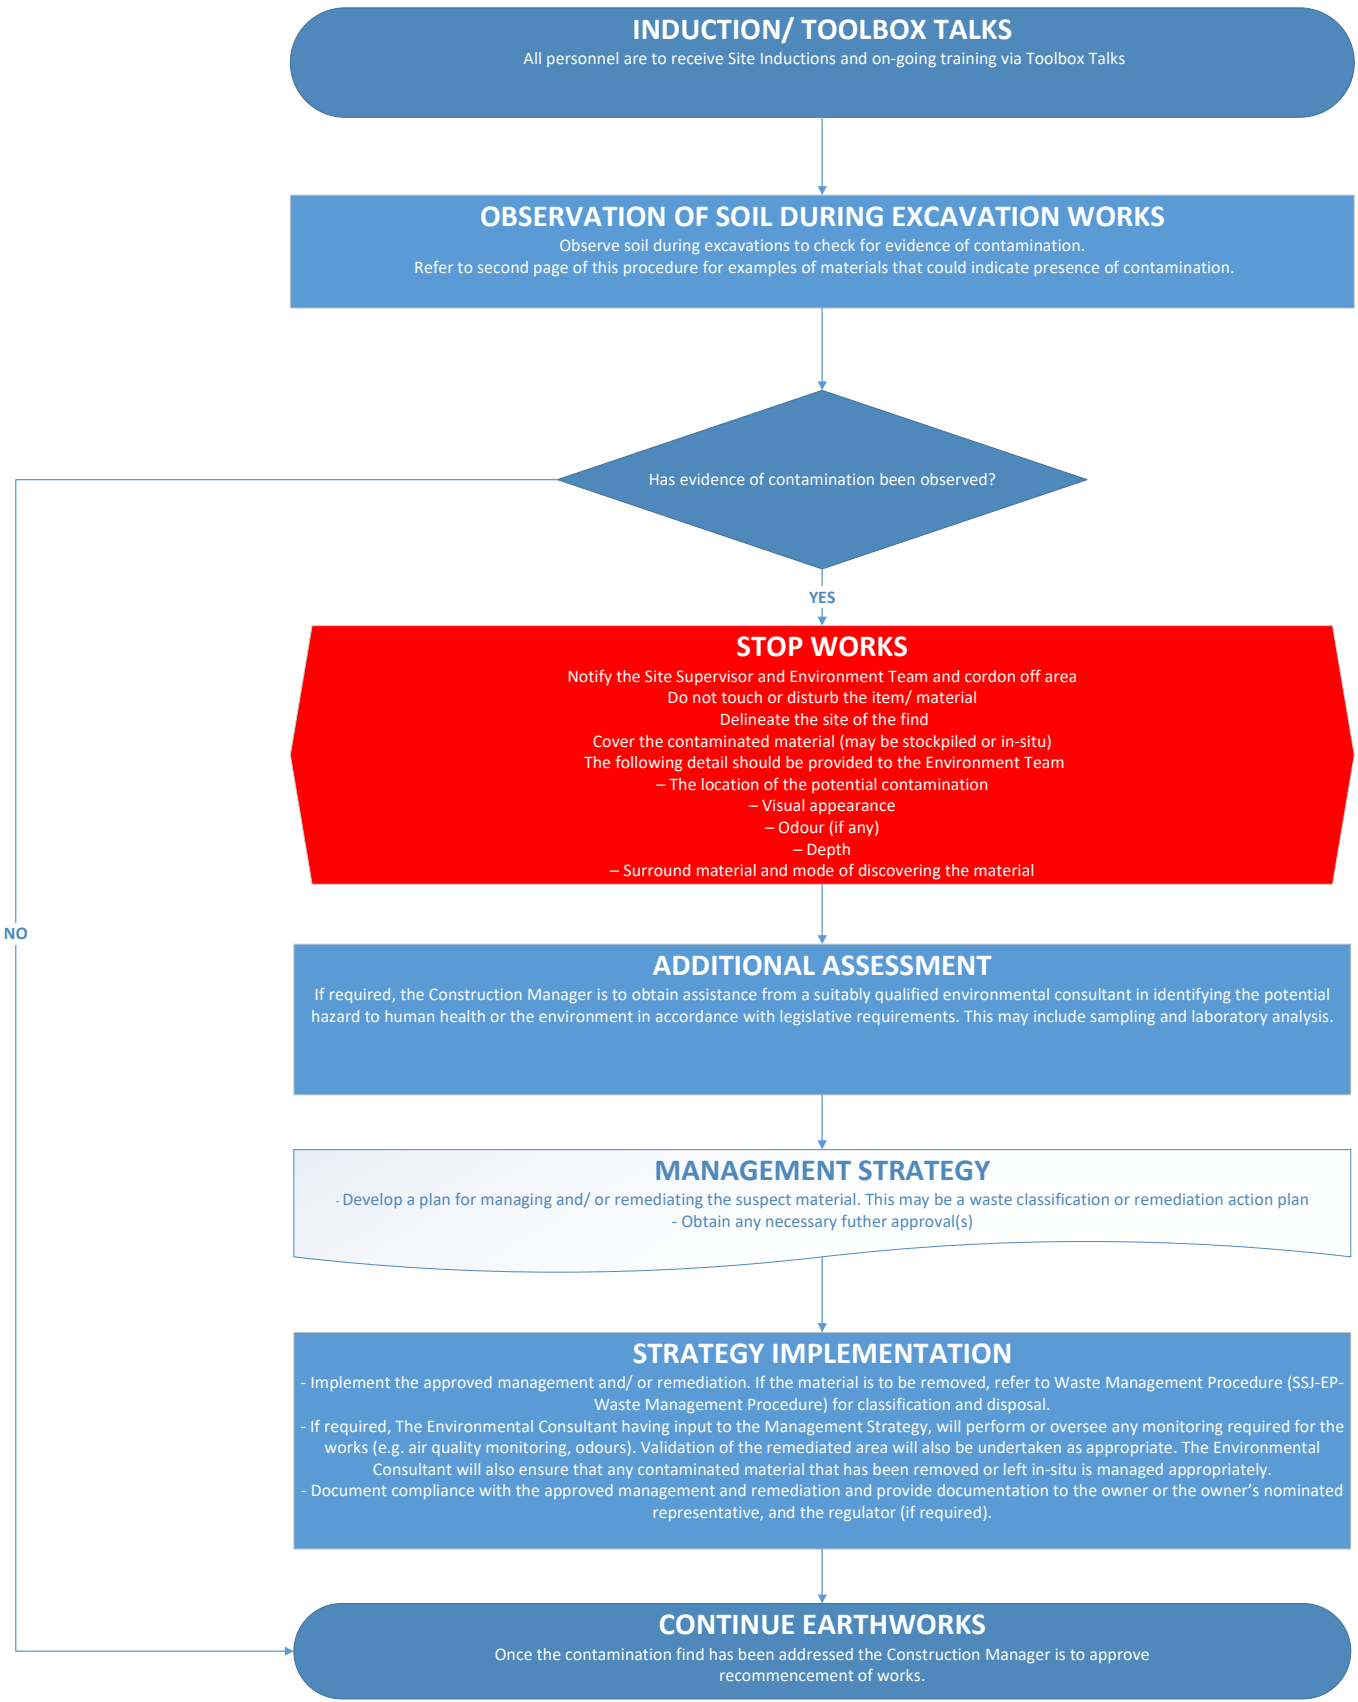 INDUCTION/ TOOLBOX TALKS
All personnel are to receive Site Inductions and on-going training via Toolbox Talks
OBSERVATION OF SOIL DURING EXCAVATION WORKS
Observe soil during excavations to check for evidence of contamination.
Refer to second page of this procedure for examples of materials that could indicate presence of contamination.
Has evidence of contamination been observed?
YES
STOP WORKS
Notify the Site Supervisor and Environment Team and cordon off area
Do not touch or disturb the item/ material
Delineate the site of the find
Cover the contaminated material (may be stockpiled or in-situ)
The following detail should be provided to the Environment Team
– The location of the potential contamination
– Visual appearance
– Odour (if any)
– Depth
– Surround material and mode of discovering the material
NO
ADDITIONAL ASSESSMENT
If required, the Construction Manager is to obtain assistance from a suitably qualified environmental consultant in identifying the potential
hazard to human health or the environment in accordance with legislative requirements. This may include sampling and laboratory analysis.
MANAGEMENT STRATEGY
- Develop a plan for managing and/ or remediating the suspect material. This may be a waste classification or remediation action plan
- Obtain any necessary futher approval(s)
STRATEGY IMPLEMENTATION
- Implement the approved management and/ or remediation. If the material is to be removed, refer to Waste Management Procedure (SSJ-EP-
Waste Management Procedure) for classification and disposal.
- If required, The Environmental Consultant having input to the Management Strategy, will perform or oversee any monitoring required for the
works (e.g. air quality monitoring, odours). Validation of the remediated area will also be undertaken as appropriate. The Environmental
Consultant will also ensure that any contaminated material that has been removed or left in-situ is managed appropriately.
- Document compliance with the approved management and remediation and provide documentation to the owner or the owner’s nominated
representative, and the regulator (if required).
CONTINUE EARTHWORKS
Once the contamination find has been addressed the Construction Manager is to approve
recommencement of works.